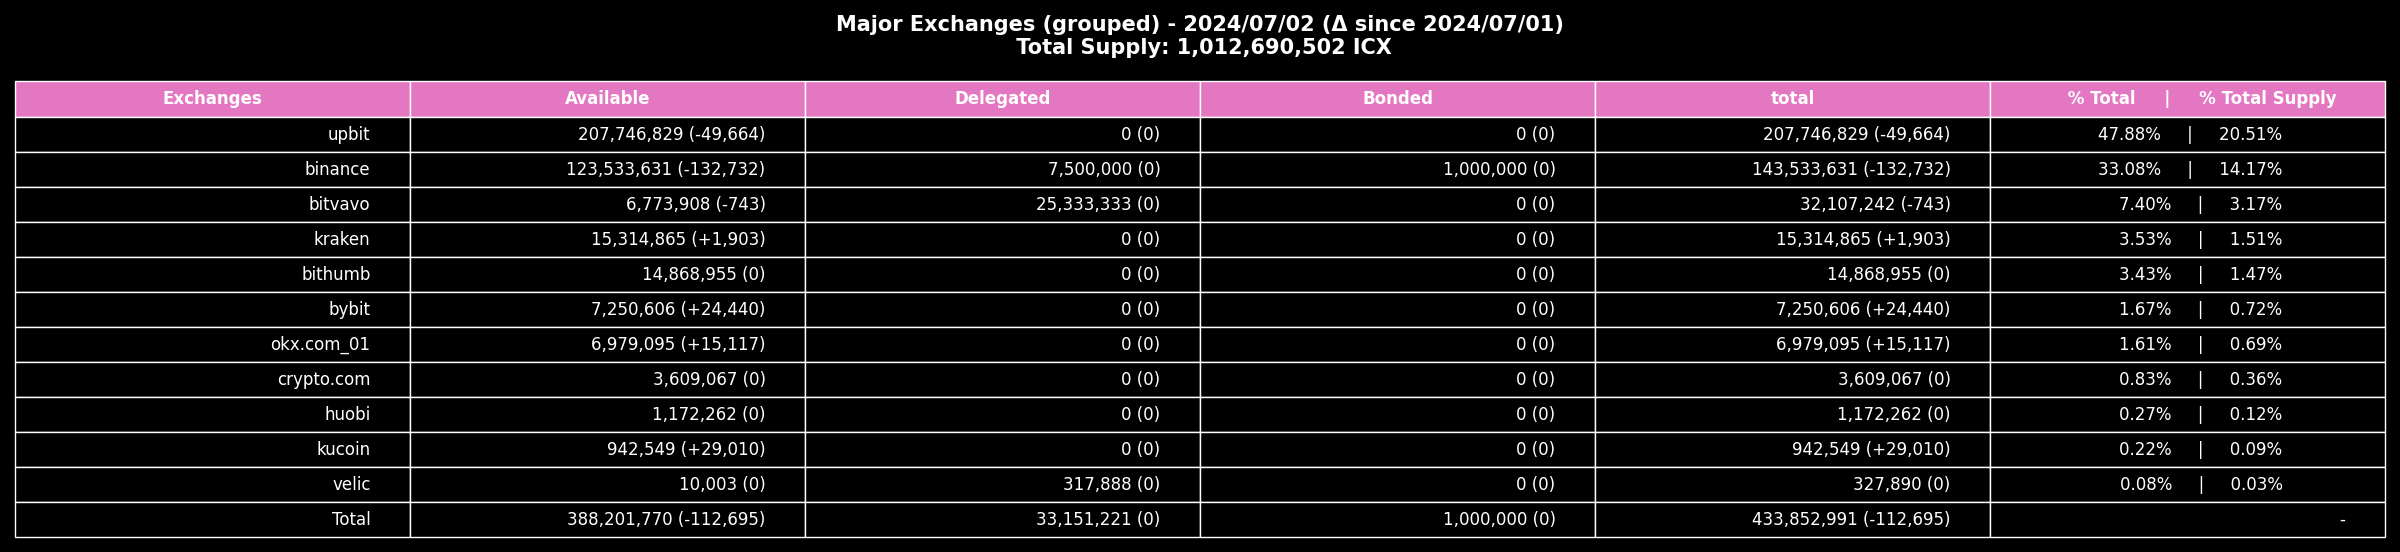 Major Exchanges (grouped) - 2024/07/02 (Δ since 2024/07/01)
Total Supply: 1,012,690,502 ICX
Exchanges Available Delegated Bonded total % Total | % Total Supply
upbit 207,746,829 (-49,664) 0 (0) 0 (0) 207,746,829 (-49,664) 47.88% | 20.51%
binance 123,533,631 (-132,732) 7,500,000 (0) 1,000,000 (0) 143,533,631 (-132,732) 33.08% | 14.17%
bitvavo 6,773,908 (-743) 25,333,333 (0) 0 (0) 32,107,242 (-743) 7.40% | 3.17%
kraken 15,314,865 (+1,903) 0 (0) 0 (0) 15,314,865 (+1,903) 3.53% | 1.51%
bithumb 14,868,955 (0) 0 (0) 0 (0) 14,868,955 (0) 3.43% | 1.47%
bybit 7,250,606 (+24,440) 0 (0) 0 (0) 7,250,606 (+24,440) 1.67% | 0.72%
okx.com_01 6,979,095 (+15,117) 0 (0) 0 (0) 6,979,095 (+15,117) 1.61% | 0.69%
crypto.com 3,609,067 (0) 0 (0) 0 (0) 3,609,067 (0) 0.83% | 0.36%
huobi 1,172,262 (0) 0 (0) 0 (0) 1,172,262 (0) 0.27% | 0.12%
kucoin 942,549 (+29,010) 0 (0) 0 (0) 942,549 (+29,010) 0.22% | 0.09%
velic 10,003 (0) 317,888 (0) 0 (0) 327,890 (0) 0.08% | 0.03%
Total 388,201,770 (-112,695) 33,151,221 (0) 1,000,000 (0) 433,852,991 (-112,695) -